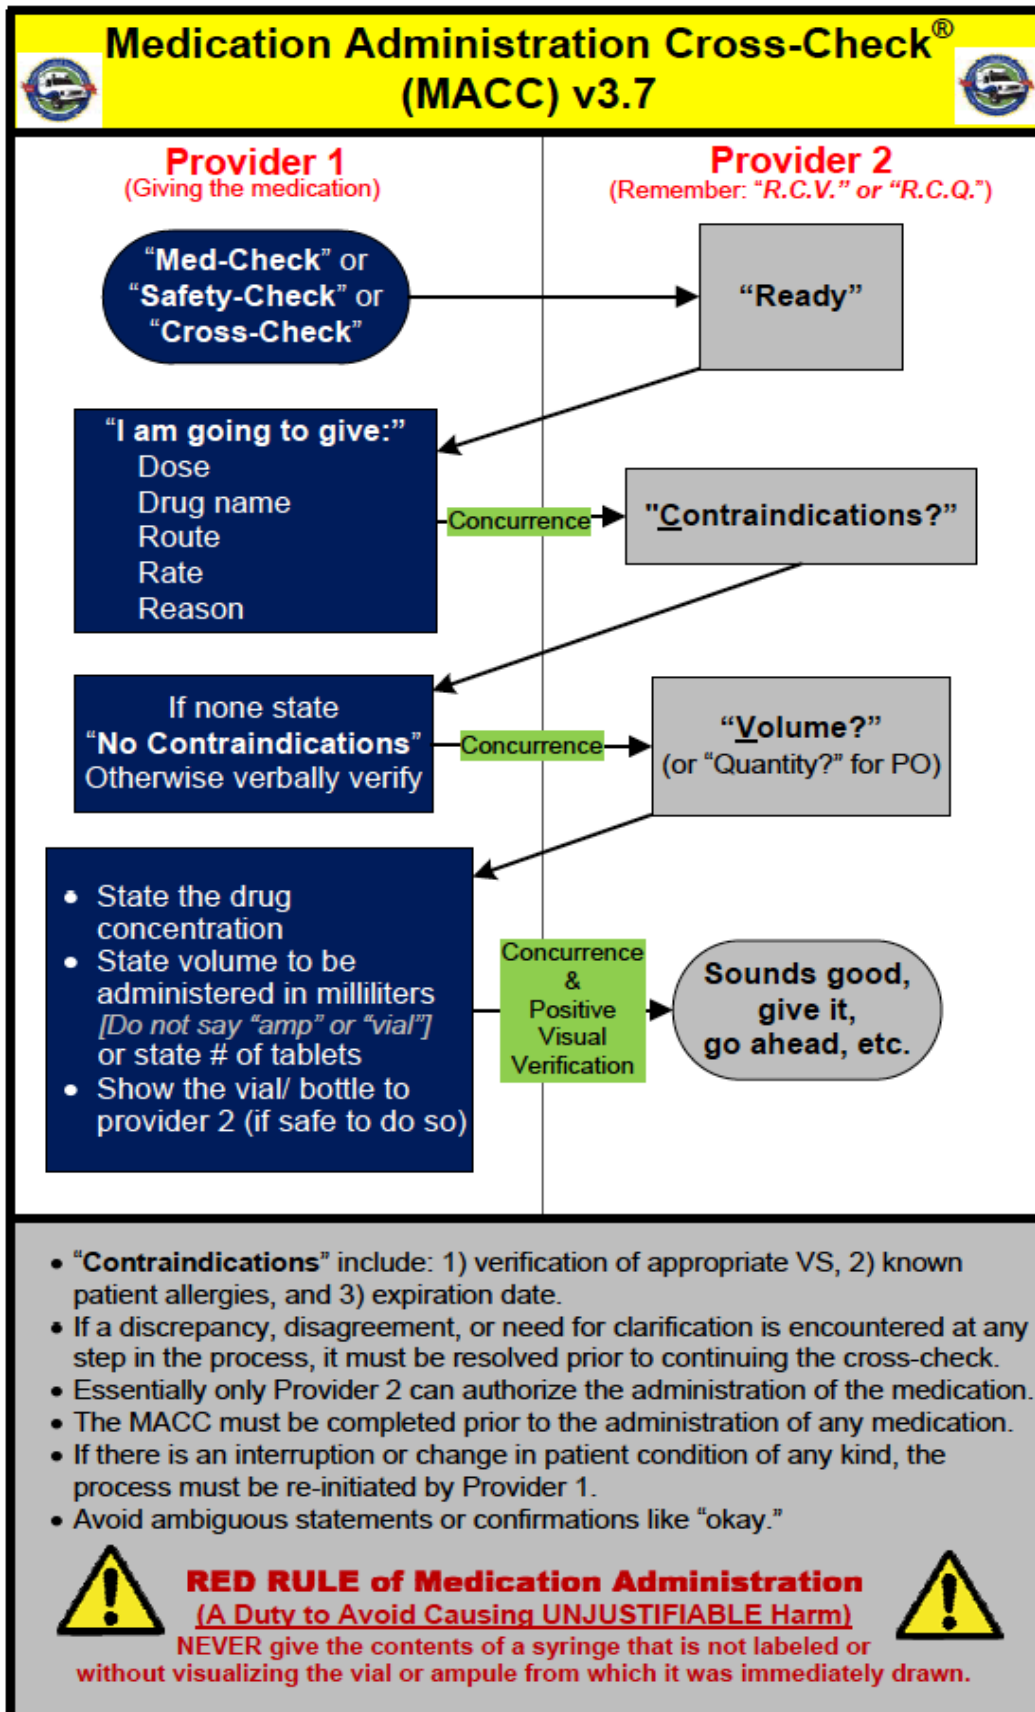 Medication Administration Cross-Check®
(MACC) v3.7
Provider 1
(Giving the medication)
Provider 2
(Remember: “R.C.V.” or “R.C.Q.”)
“Med-Check” or
“Safety-Check” or
“Cross-Check”
“Ready”
“I am going to give:”
Dose
Drug name
Route
Rate
Reason
Concurrence
"Contraindications?”
If none state
“No Contraindications”
Otherwise verbally verify
Concurrence
“Volume?”
(or “Quantity?” for PO)
• State the drug
concentration
• State volume to be
administered in milliliters
[Do not say “amp” or “vial”]
or state # of tablets
• Show the vial/ bottle to
provider 2 (if safe to do so)
Concurrence
&
Positive
Visual
Verification
Sounds good,
give it,
go ahead, etc.
• “Contraindications” include: 1) verification of appropriate VS, 2) known
patient allergies, and 3) expiration date.
• If a discrepancy, disagreement, or need for clarification is encountered at any
step in the process, it must be resolved prior to continuing the cross-check.
• Essentially only Provider 2 can authorize the administration of the medication.
• The MACC must be completed prior to the administration of any medication.
• If there is an interruption or change in patient condition of any kind, the
process must be re-initiated by Provider 1.
• Avoid ambiguous statements or confirmations like “okay.”
RED RULE of Medication Administration
(A Duty to Avoid Causing UNJUSTIFIABLE Harm)
NEVER give the contents of a syringe that is not labeled or
without visualizing the vial or ampule from which it was immediately drawn.